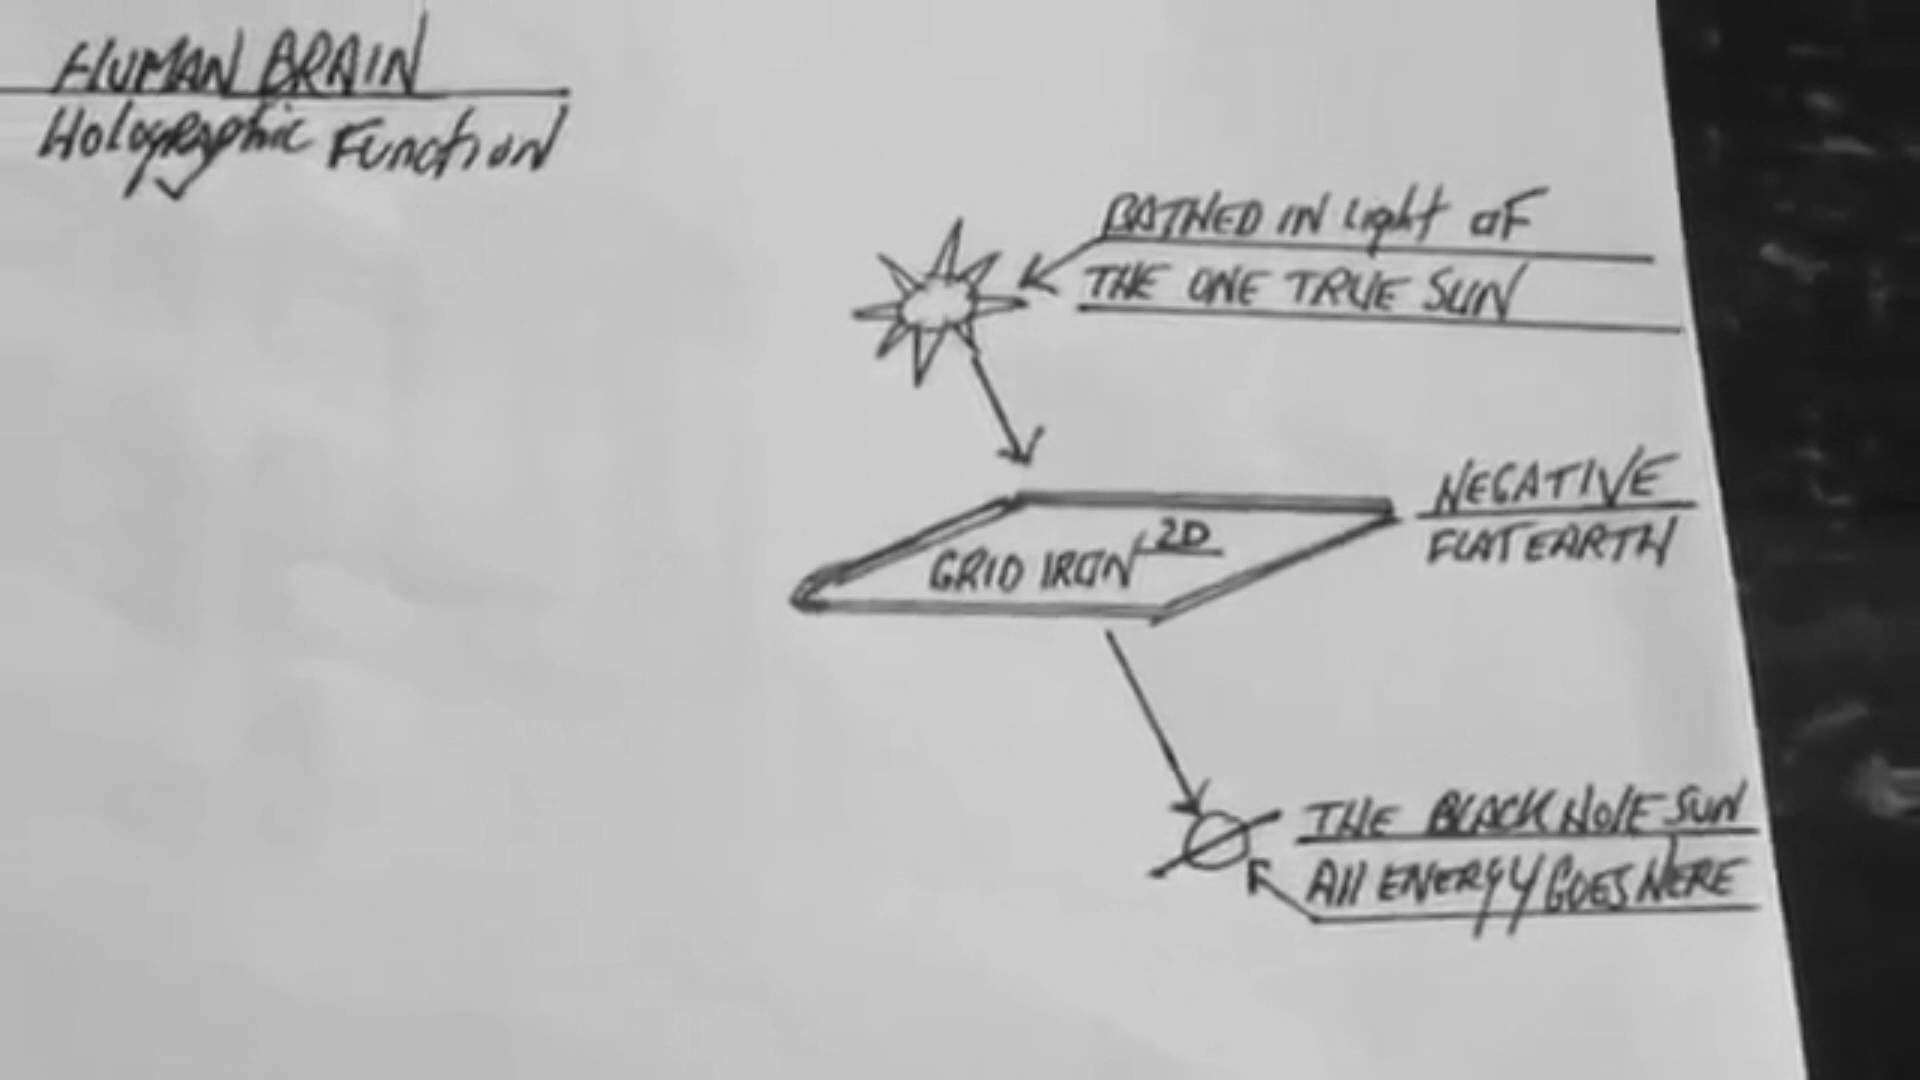 HUMAN BRAIN
Holographic Function
BATHED IN Light OF
THE ONE TRUE SUN
NEGATIVE
FLAT EARTH
GRID IRON 2D
THE BLACK HOlE SUN
All ENERGY GOES HERE